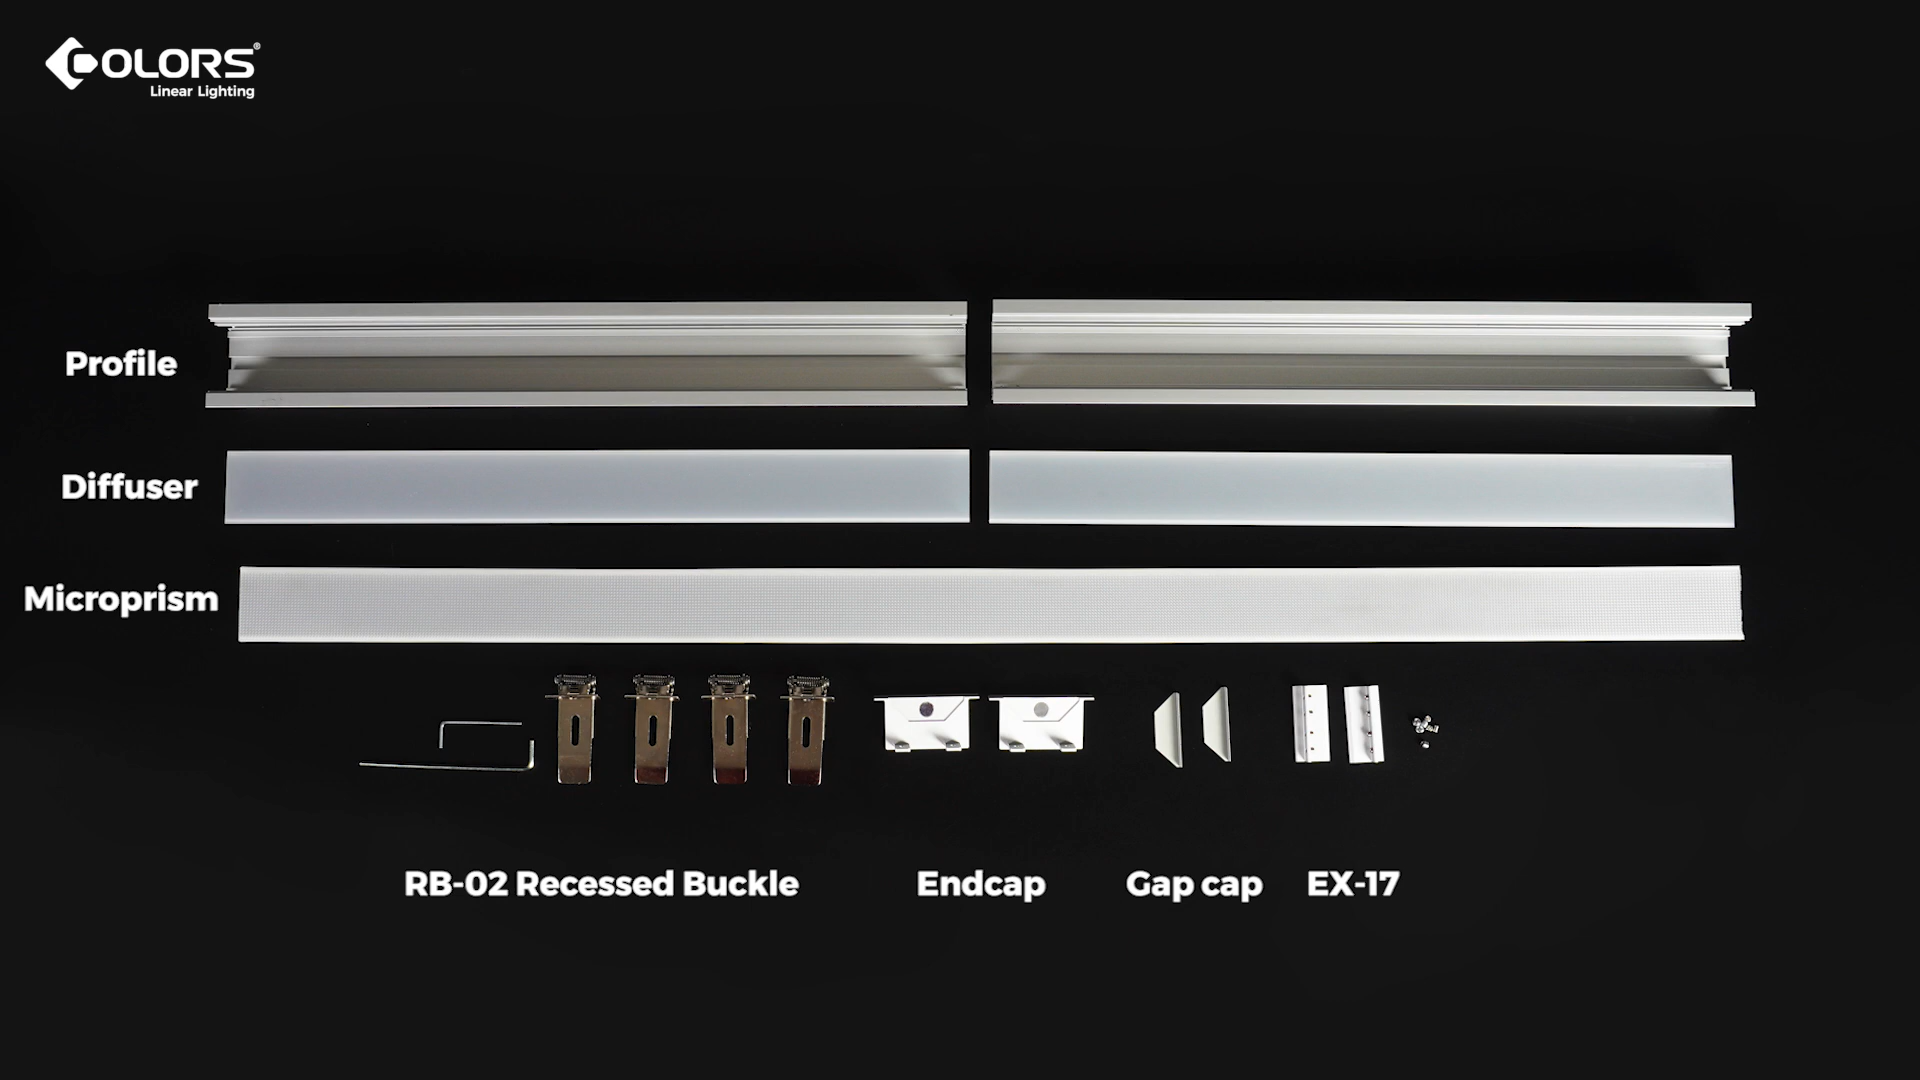 COLORS®
Linear Lighting
Profile
Diffuser
Microprism
RB-02 Recessed Buckle
Endcap
Gap cap
EX-17